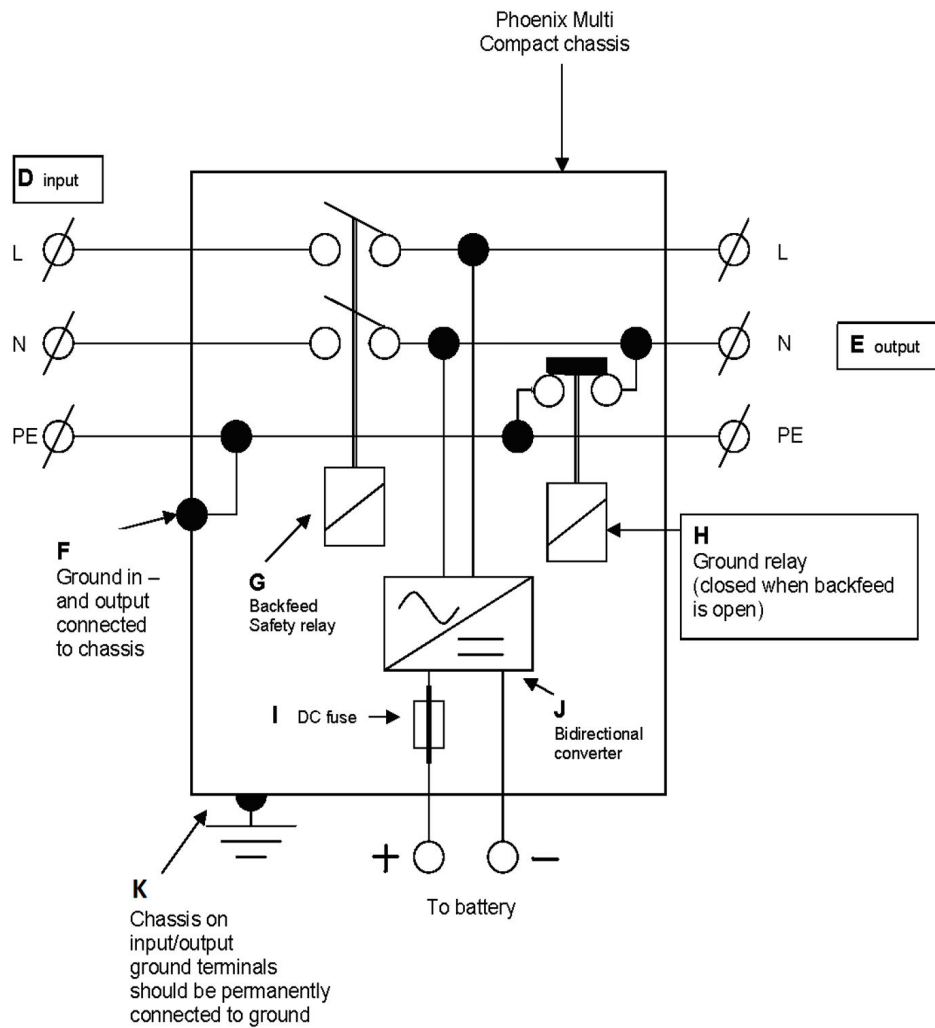 Phoenix Multi
Compact chassis
D input
L
L
N
N
E output
PE
PE
F
Ground in –
and output
connected
to chassis
G
Backfeed
Safety relay
H
Ground relay
(closed when backfeed
is open)
I DC fuse
J
Bidirectional
converter
+
–
To battery
K
Chassis on
input/output
ground terminals
should be permanently
connected to ground